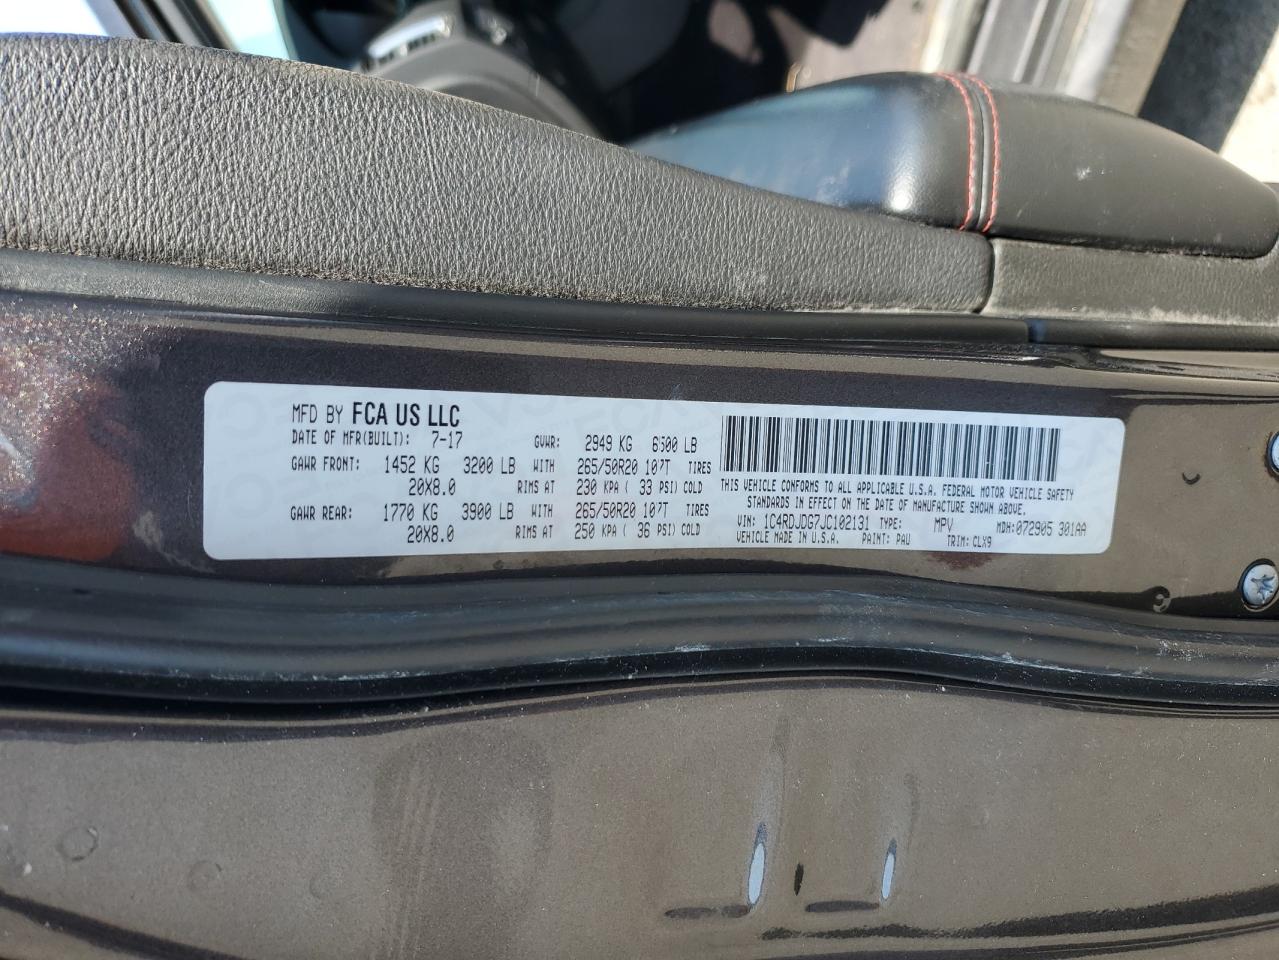 MFD BY FCA US LLC
DATE OF MFR(BUILT): 7-17 GVWR: 2949 KG 6500 LB
GAWR FRONT: 1452 KG 3200 LB WITH 265/50R20 107T TIRES
20X8.0 RIMS AT 230 KPA ( 33 PSI) COLD
GAWR REAR: 1770 KG 3900 LB WITH 265/50R20 107T TIRES
20X8.0 RIMS AT 250 KPA ( 36 PSI) COLD
THIS VEHICLE CONFORMS TO ALL APPLICABLE U.S.A. FEDERAL MOTOR VEHICLE SAFETY
STANDARDS IN EFFECT ON THE DATE OF MANUFACTURE SHOWN ABOVE.
VIN: 1C4RDJDG7JC102131 TYPE: MPV MDH: 072905 301AA
VEHICLE MADE IN U.S.A. PAINT: PAU TRIM: CLX9